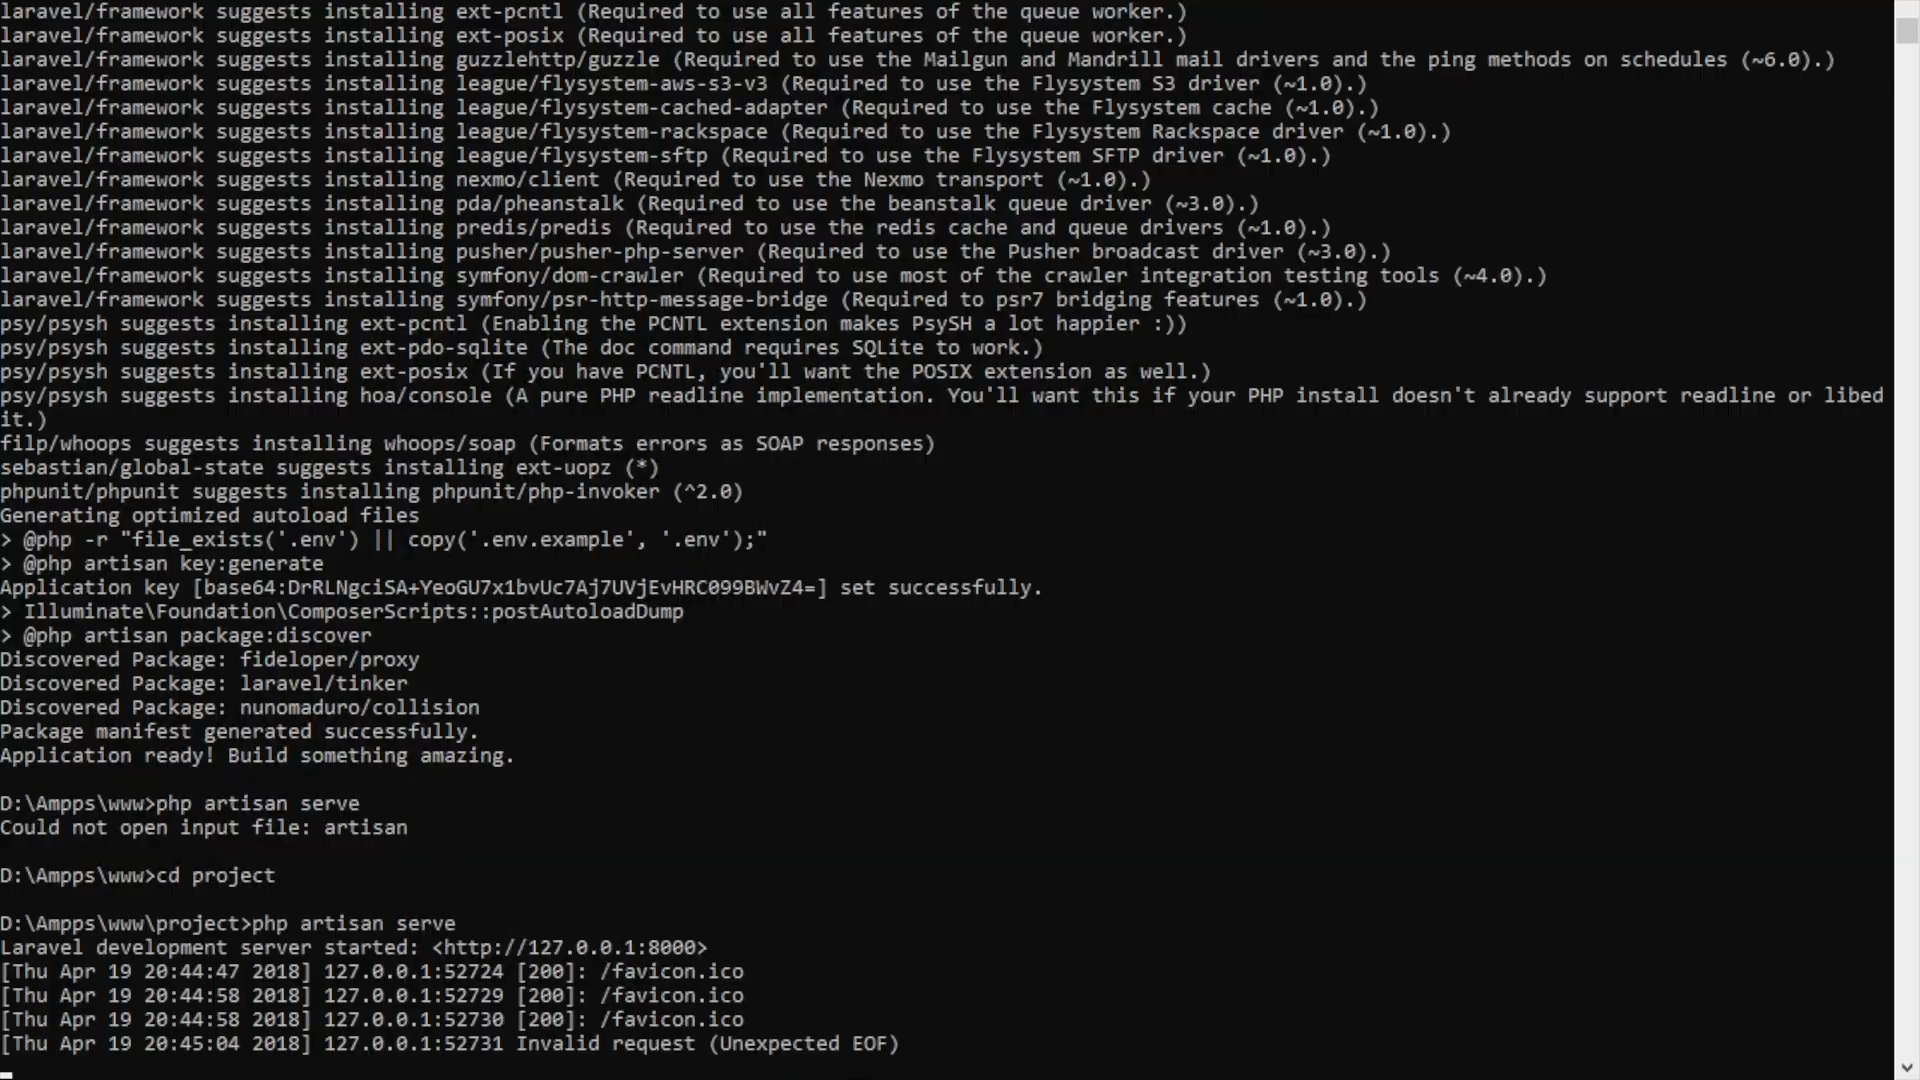 laravel/framework suggests installing ext-pcntl (Required to use all features of the queue worker.)
laravel/framework suggests installing ext-posix (Required to use all features of the queue worker.)
laravel/framework suggests installing guzzlehttp/guzzle (Required to use the Mailgun and Mandrill mail drivers and the ping methods on schedules (~6.0).)
laravel/framework suggests installing league/flysystem-aws-s3-v3 (Required to use the Flysystem S3 driver (~1.0).)
laravel/framework suggests installing league/flysystem-cached-adapter (Required to use the Flysystem cache (~1.0).)
laravel/framework suggests installing league/flysystem-rackspace (Required to use the Flysystem Rackspace driver (~1.0).)
laravel/framework suggests installing league/flysystem-sftp (Required to use the Flysystem SFTP driver (~1.0).)
laravel/framework suggests installing nexmo/client (Required to use the Nexmo transport (~1.0).)
laravel/framework suggests installing pda/pheanstalk (Required to use the beanstalk queue driver (~3.0).)
laravel/framework suggests installing predis/predis (Required to use the redis cache and queue drivers (~1.0).)
laravel/framework suggests installing pusher/pusher-php-server (Required to use the Pusher broadcast driver (~3.0).)
laravel/framework suggests installing symfony/dom-crawler (Required to use most of the crawler integration testing tools (~4.0).)
laravel/framework suggests installing symfony/psr-http-message-bridge (Required to psr7 bridging features (~1.0).)
psy/psysh suggests installing ext-pcntl (Enabling the PCNTL extension makes PsySH a lot happier :))
psy/psysh suggests installing ext-pdo-sqlite (The doc command requires SQLite to work.)
psy/psysh suggests installing ext-posix (If you have PCNTL, you'll want the POSIX extension as well.)
psy/psysh suggests installing hoa/console (A pure PHP readline implementation. You'll want this if your PHP install doesn't already support readline or libed
it.)
filp/whoops suggests installing whoops/soap (Formats errors as SOAP responses)
sebastian/global-state suggests installing ext-uopz (*)
phpunit/phpunit suggests installing phpunit/php-invoker (^2.0)
Generating optimized autoload files
> @php -r "file_exists('.env') || copy('.env.example', '.env');"
> @php artisan key:generate
Application key [base64:DrRLNgciSA+YeoGU7x1bvUc7Aj7UVjEvHRC099BWvZ4=] set successfully.
> Illuminate\Foundation\ComposerScripts::postAutoloadDump
> @php artisan package:discover
Discovered Package: fideloper/proxy
Discovered Package: laravel/tinker
Discovered Package: nunomaduro/collision
Package manifest generated successfully.
Application ready! Build something amazing.
D:\Ampps\www>php artisan serve
Could not open input file: artisan
D:\Ampps\www>cd project
D:\Ampps\www\project>php artisan serve
Laravel development server started: <http://127.0.0.1:8000>
[Thu Apr 19 20:44:47 2018] 127.0.0.1:52724 [200]: /favicon.ico
[Thu Apr 19 20:44:58 2018] 127.0.0.1:52729 [200]: /favicon.ico
[Thu Apr 19 20:44:58 2018] 127.0.0.1:52730 [200]: /favicon.ico
[Thu Apr 19 20:45:04 2018] 127.0.0.1:52731 Invalid request (Unexpected EOF)